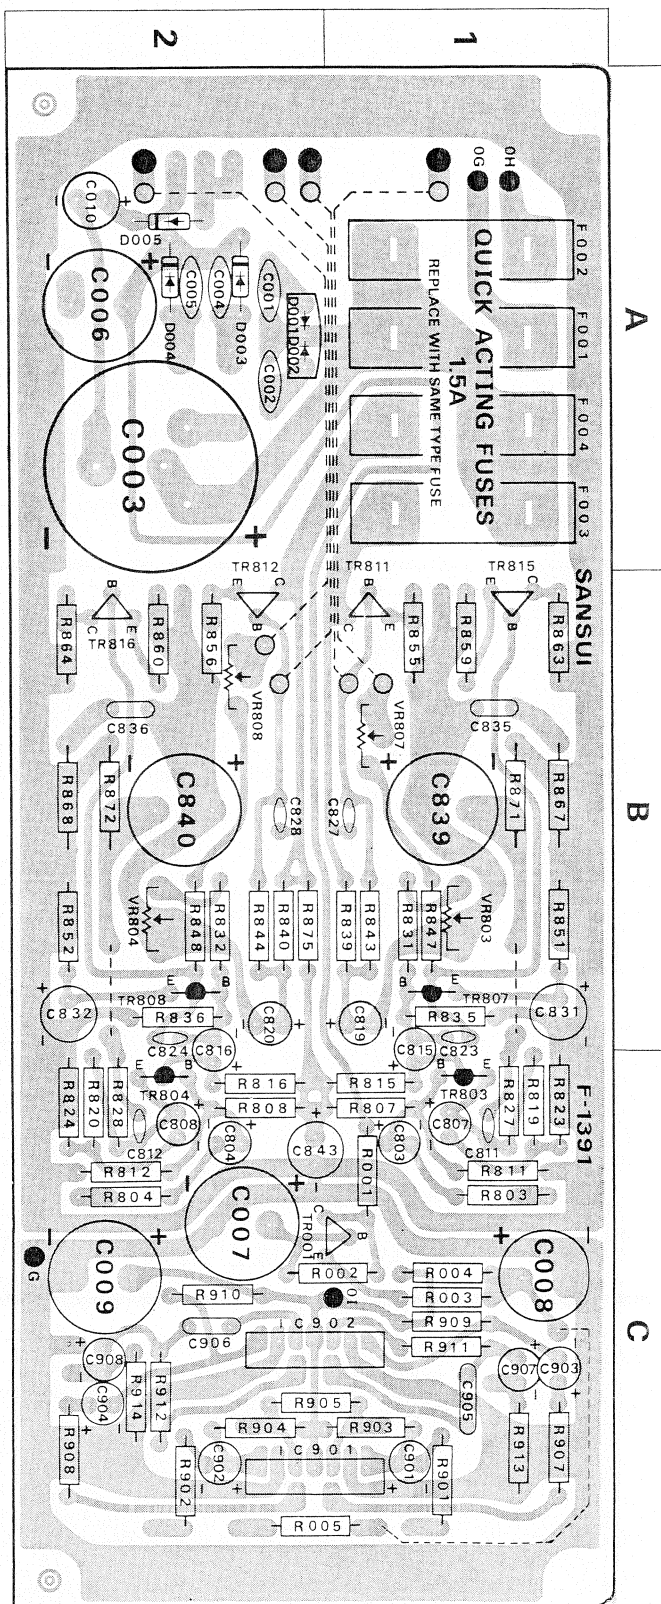 2
1
OG
OH
C010
D005
C006
D004
C005
C004
D003
C001
D001D002
C002
C003
QUICK ACTING FUSES
1.5A
REPLACE WITH SAME TYPE FUSE
F002
F001
F004
F003
A
SANSUI
TR816
B
C
E
TR812
E
C
B
TR811
B
C
E
TR815
E
C
B
R864
R860
R856
R855
R859
R863
VR808
VR807
C836
C835
R868
R872
C840
C828
C827
C839
R871
R867
B
R852
VR804
R848
R832
R844
R840
R875
R839
R843
R831
R847
VR803
R851
C832
TR808
E
B
R836
C820
C819
B
E
TR807
R835
C831
C824
C816
C815
C823
R824
R820
R828
E
B
TR804
R816
R815
B
E
TR803
R827
R819
R823
F-1391
C812
C808
R808
R807
C807
C811
C804
C843
C803
R812
R804
R001
R811
R803
C007
TR001
C
B
E
G
C009
C008
R002
R004
R910
OI
R003
R909
C906
IC902
R911
C
C908
C904
R914
R912
R905
C905
C907
C903
R904
R903
R908
R902
C902
IC901
C901
R901
R913
R907
R005